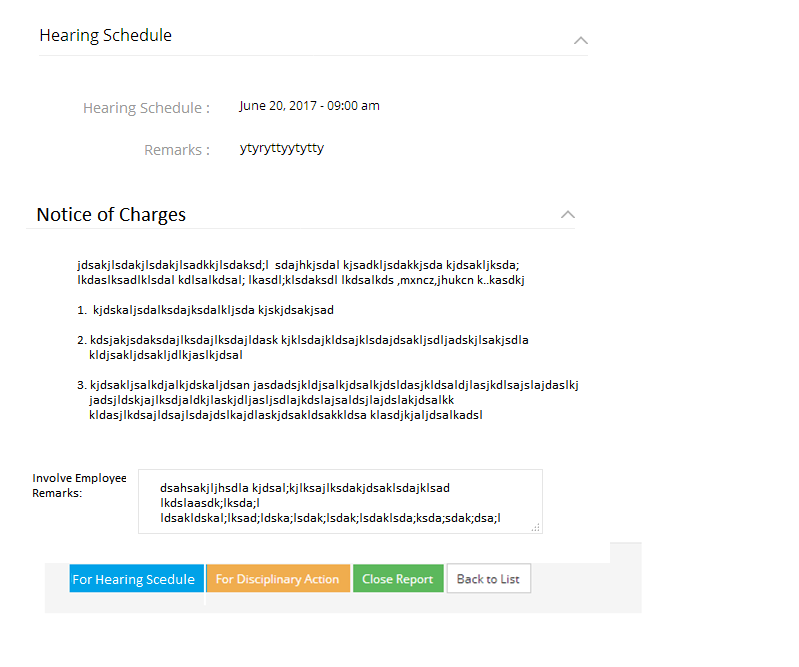 Hearing Schedule
Hearing Schedule : June 20, 2017 - 09:00 am
Remarks : ytyryttyytytty
Notice of Charges
jdsakjlsdakjlsdakjlsadkkjlsdaksd;l sdajhkjsdal kjsadkljsdakkjsda kjdsakljksda;
lkdaslksadlklsdal kdlsalkdsal; lkasdl;klsdaksdl lkdsalkds ,mxncz,jhukcn k..kasdkj
1. kjdskaljsdalksdajksdalkljsda kjskjdsakjsad
2. kdsjakjsdaksdajlksdajlksdajldask kjklsdajkldsajklsdajdsakljsdljadskjlsakjsdla
kldjsakljdsakljdlkjaslkjdsal
3. kjdsakljsalkdjalkjdskaljdsan jasdadsjkldjsalkjdsalkjdsldasjkldsaldjlasjkdlsajslajdaslkj
jadsjldskjajlksdjaldkjlaskjdljasljsdlajkdslajsaldsjlajdslakjdsalkk
kldasjlkdsajldsajlsdajdslkajdlaskjdsakldsakkldsa klasdjkjaljdsalkadsl
Involve Employee
Remarks:
dsahsakjljhsdla kjdsal;kjlksajlksdakjdsaklsdajklsad
lkdslaasdk;lksda;l
ldsakldskal;lksad;ldska;lsdak;lsdak;lsdaklsda;ksda;sdak;dsa;l
For Hearing Scedule For Disciplinary Action Close Report Back to List